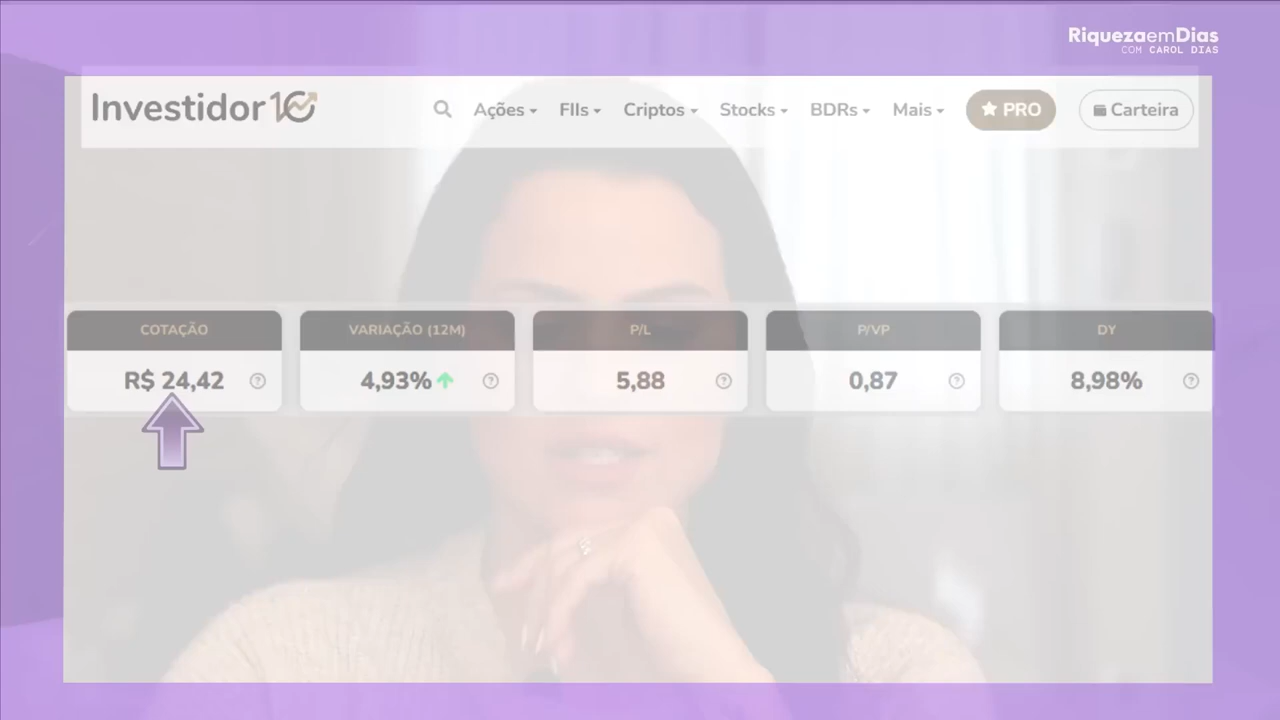 RiquezaemDias
COM CAROL DIAS
Investidor10
Ações FIIs Criptos Stocks BDRs Mais PRO Carteira
COTAÇÃO VARIAÇÃO (12M) P/L P/VP DY
R$ 24,42 ? 4,93% ? 5,88 ? 0,87 ? 8,98% ?